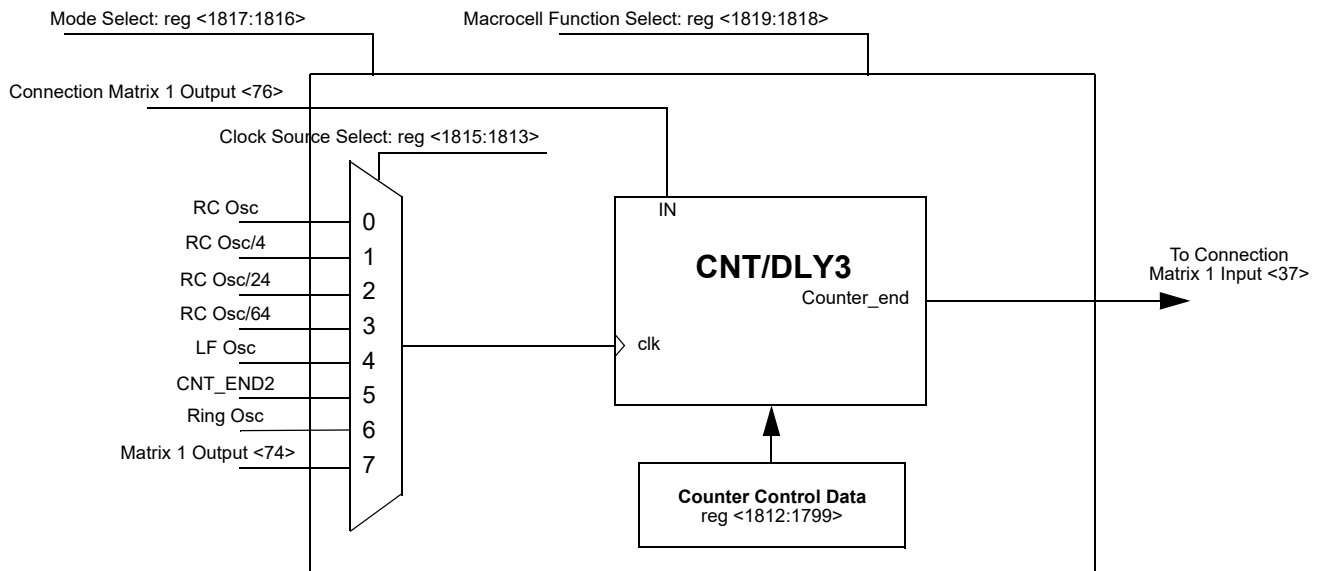 Mode Select: reg <1817:1816>
Macrocell Function Select: reg <1819:1818>
Connection Matrix 1 Output <76>
Clock Source Select: reg <1815:1813>
RC Osc
0
RC Osc/4
1
RC Osc/24
2
RC Osc/64
3
LF Osc
4
CNT_END2
5
Ring Osc
6
Matrix 1 Output <74>
7
IN
CNT/DLY3
Counter_end
clk
To Connection
Matrix 1 Input <37>
Counter Control Data
reg <1812:1799>